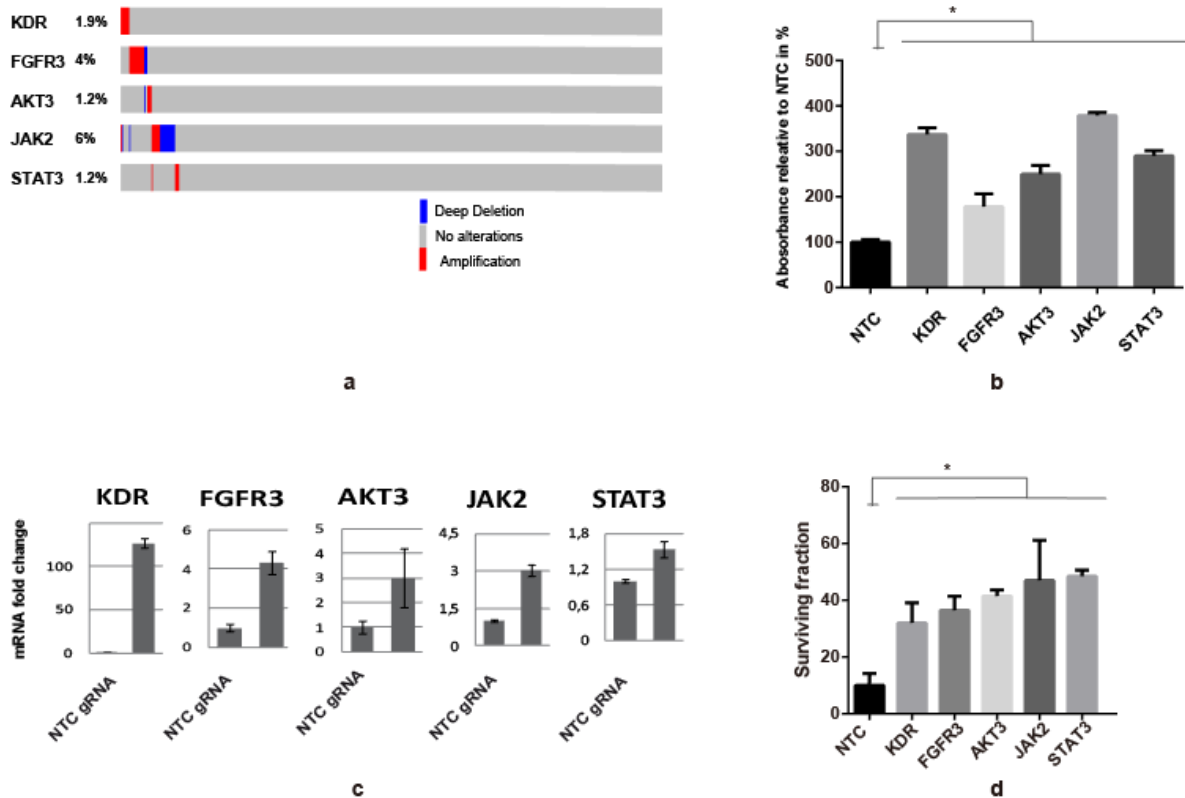 KDR 1.9%
FGFR3 4%
AKT3 1.2%
JAK2 6%
STAT3 1.2%
Deep Deletion
No alterations
Amplification
a
*
Abosorbance releative to NTC in %
500
400
300
200
100
0
NTC KDR FGFR3 AKT3 JAK2 STAT3
b
mRNA fold change
KDR
100
50
0
NTC gRNA
FGFR3
6
4
2
0
NTC gRNA
AKT3
5
4
3
2
1
0
NTC gRNA
JAK2
4,5
3
1,5
0
NTC gRNA
STAT3
1,8
1,2
0,6
0
NTC gRNA
c
*
Surviving fraction
80
60
40
20
0
NTC KDR FGFR3 AKT3 JAK2 STAT3
d